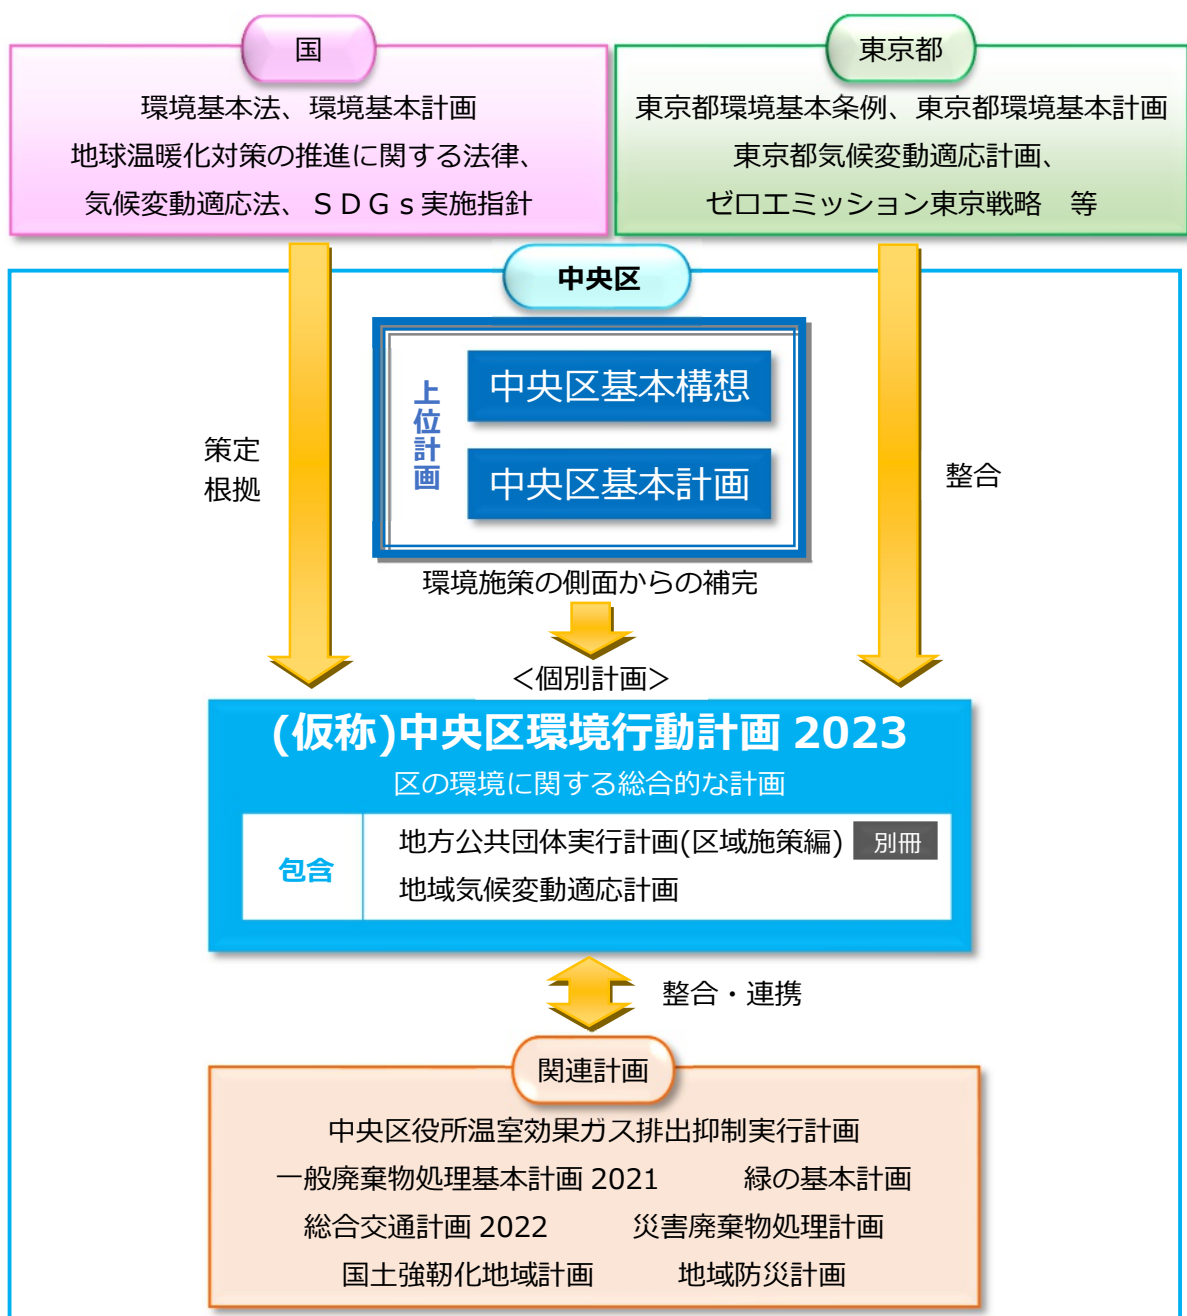 国
環境基本法、環境基本計画
地球温暖化対策の推進に関する法律、
気候変動適応法、ＳＤＧｓ実施指針
東京都
東京都環境基本条例、東京都環境基本計画
東京都気候変動適応計画、
ゼロエミッション東京戦略　等
中央区
上位計画
中央区基本構想
中央区基本計画
策定
根拠
整合
環境施策の側面からの補完
＜個別計画＞
(仮称)中央区環境行動計画 2023
区の環境に関する総合的な計画
包含
地方公共団体実行計画(区域施策編) 別冊
地域気候変動適応計画
整合・連携
関連計画
中央区役所温室効果ガス排出抑制実行計画
一般廃棄物処理基本計画 2021　緑の基本計画
総合交通計画 2022　災害廃棄物処理計画
国土強靭化地域計画　地域防災計画